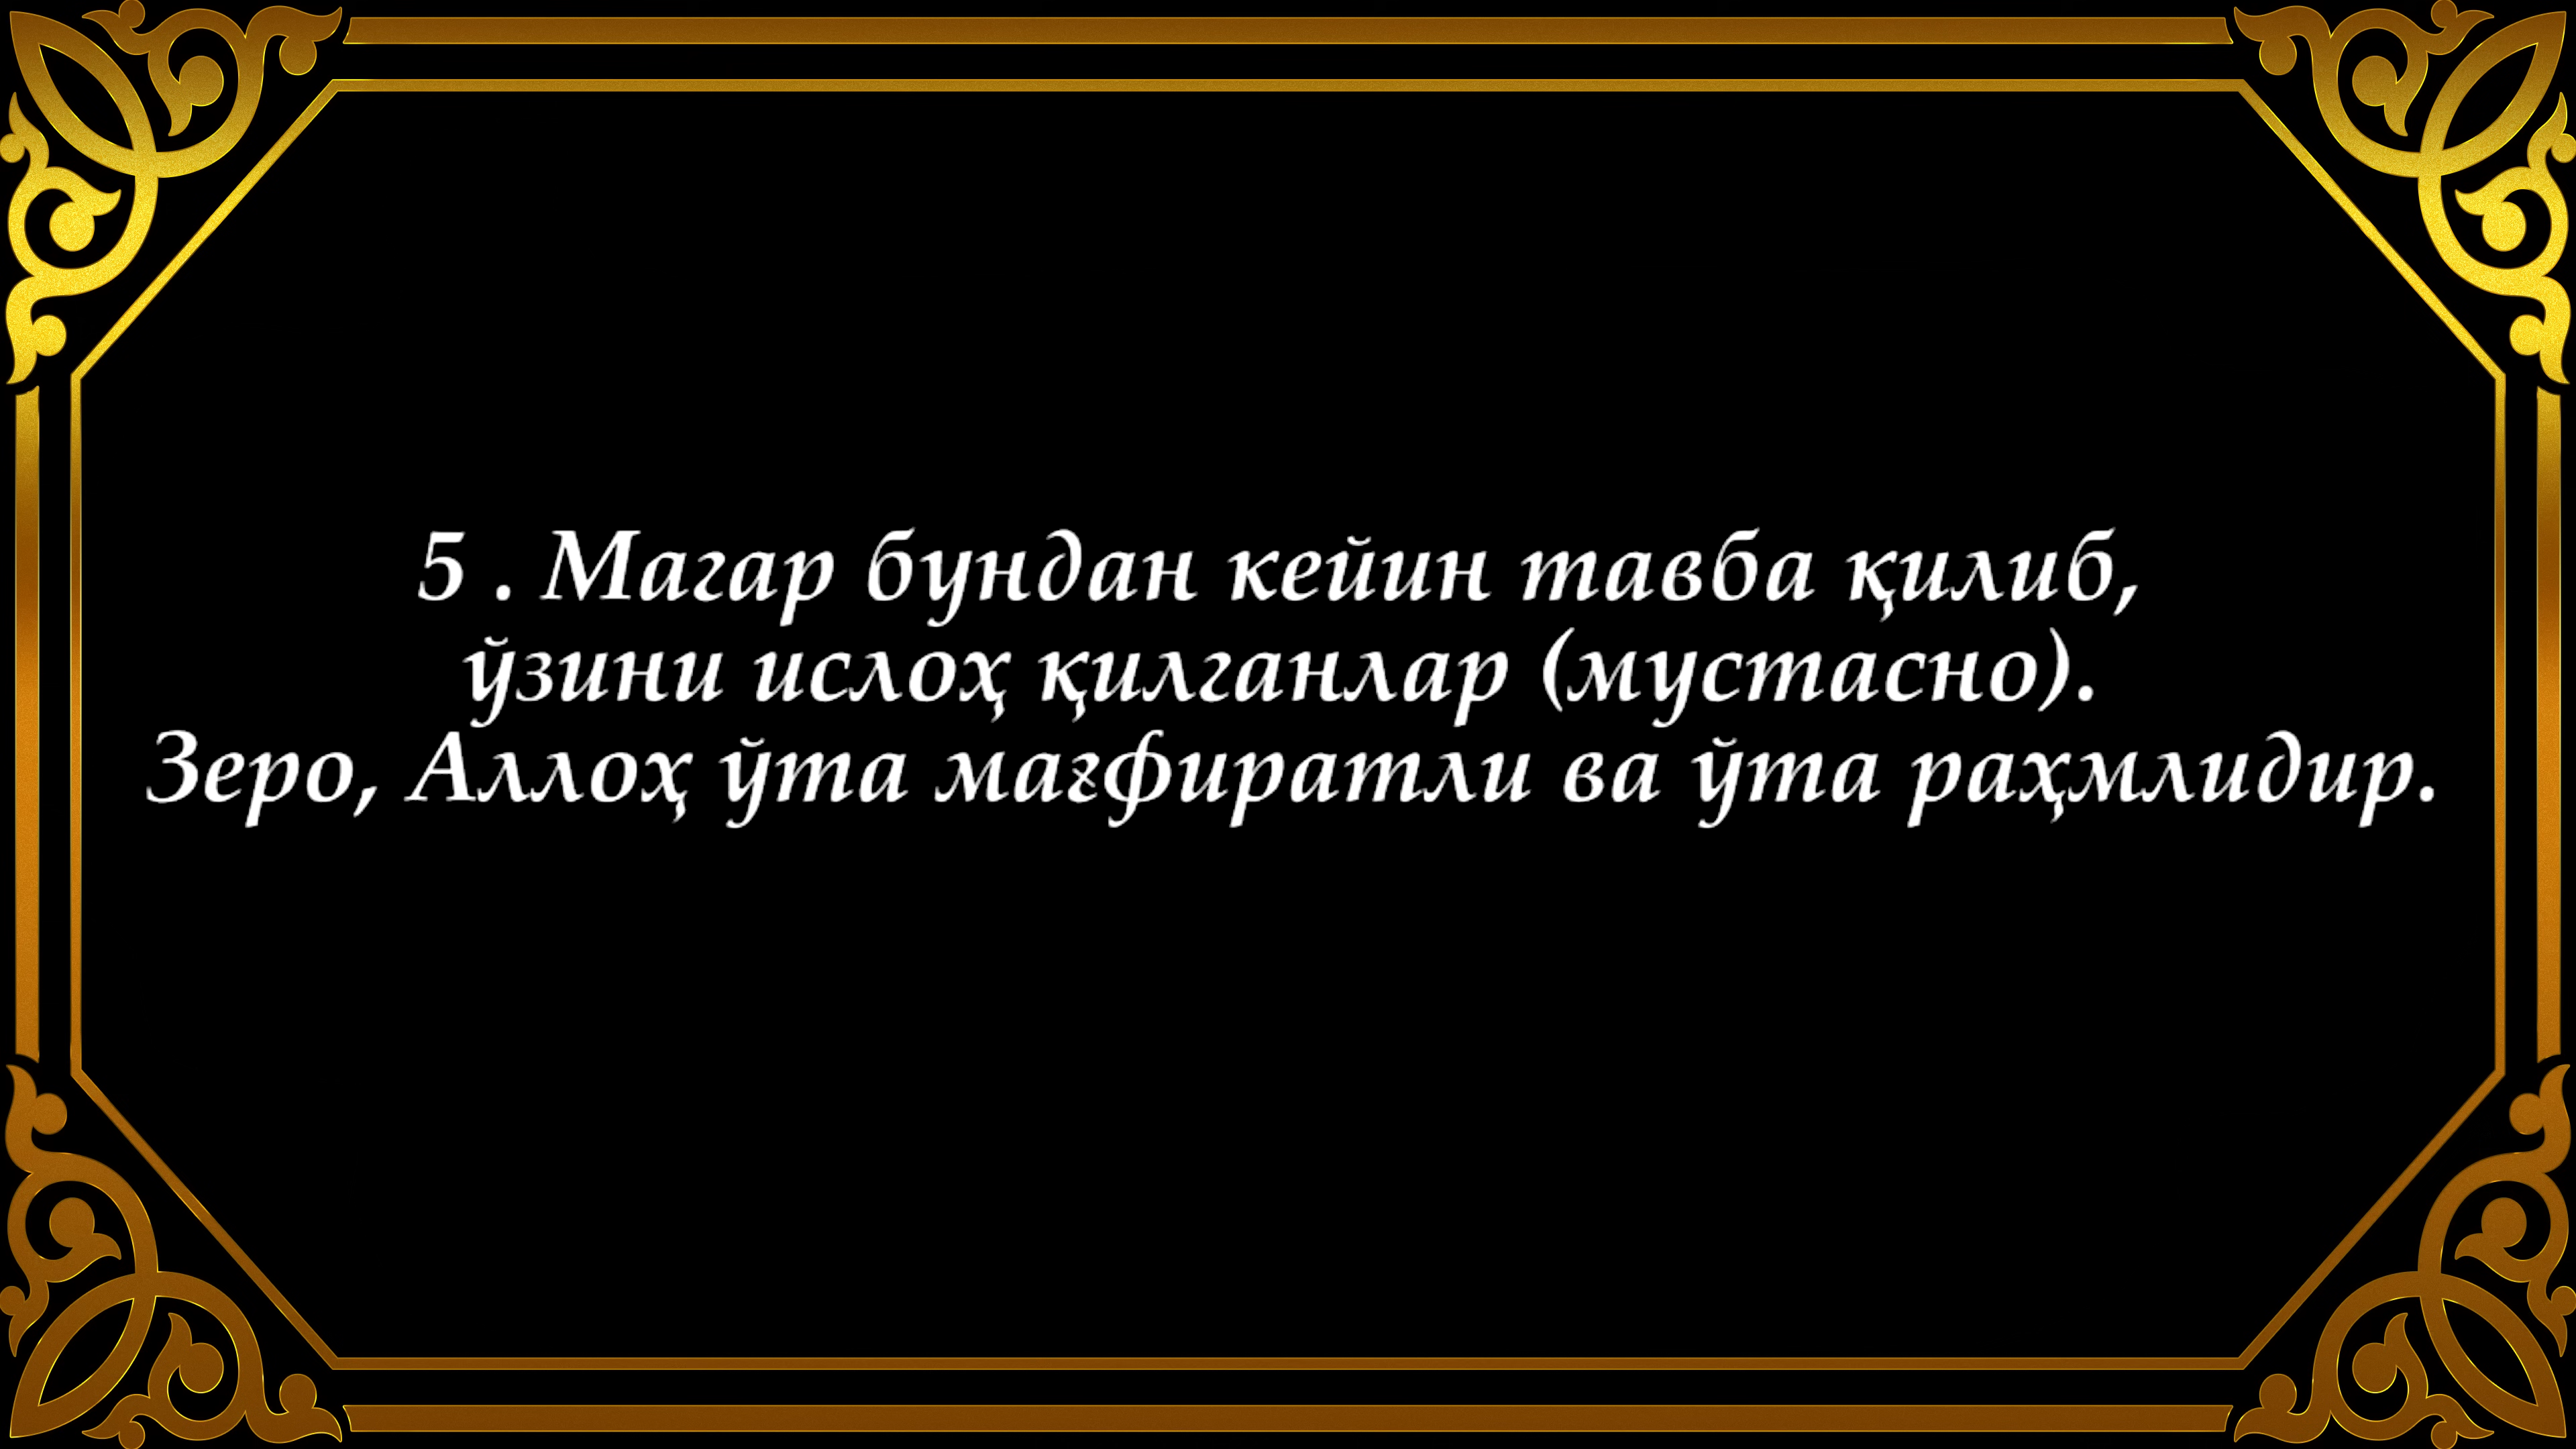 5 . Магар бундан кейин тавба қилиб,
ўзини ислоҳ қилганлар (мустасно).
Зеро, Аллоҳ ўта мағфиратли ва ўта раҳмлидир.